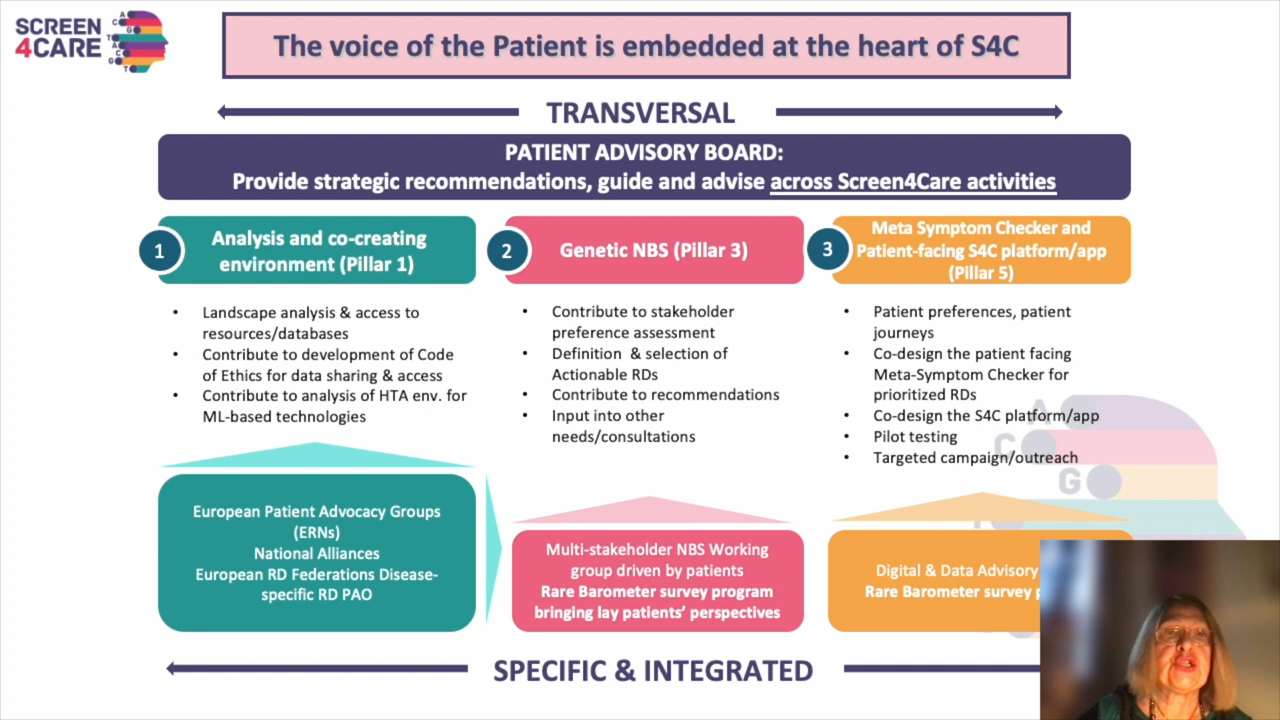 SCREEN
4CARE
A
C
G
T
A
C
G
T
The voice of the Patient is embedded at the heart of S4C
TRANSVERSAL
PATIENT ADVISORY BOARD:
Provide strategic recommendations, guide and advise across Screen4Care activities
1
Analysis and co-creating
environment (Pillar 1)
• Landscape analysis & access to
resources/databases
• Contribute to development of Code
of Ethics for data sharing & access
• Contribute to analysis of HTA env. for
ML-based technologies
European Patient Advocacy Groups
(ERNs)
National Alliances
European RD Federations Disease-
specific RD PAO
2
Genetic NBS (Pillar 3)
• Contribute to stakeholder
preference assessment
• Definition & selection of
Actionable RDs
• Contribute to recommendations
• Input into other
needs/consultations
Multi-stakeholder NBS Working
group driven by patients
Rare Barometer survey program
bringing lay patients’ perspectives
3
Meta Symptom Checker and
Patient-facing S4C platform/app
(Pillar 5)
• Patient preferences, patient
journeys
• Co-design the patient facing
Meta-Symptom Checker for
prioritized RDs
• Co-design the S4C platform/app
• Pilot testing
• Targeted campaign/outreach
A
C
G
Digital & Data Advisory
Rare Barometer survey
SPECIFIC & INTEGRATED